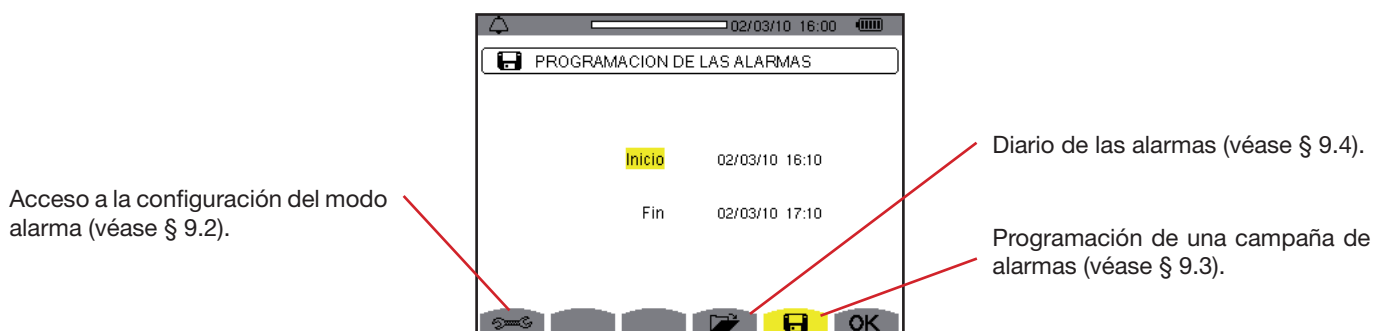 02/03/10 16:00
PROGRAMACION DE LAS ALARMAS
Inicio 02/03/10 16:10
Fin 02/03/10 17:10
OK
Acceso a la configuración del modo
alarma (véase § 9.2).
Diario de las alarmas (véase § 9.4).
Programación de una campaña de
alarmas (véase § 9.3).